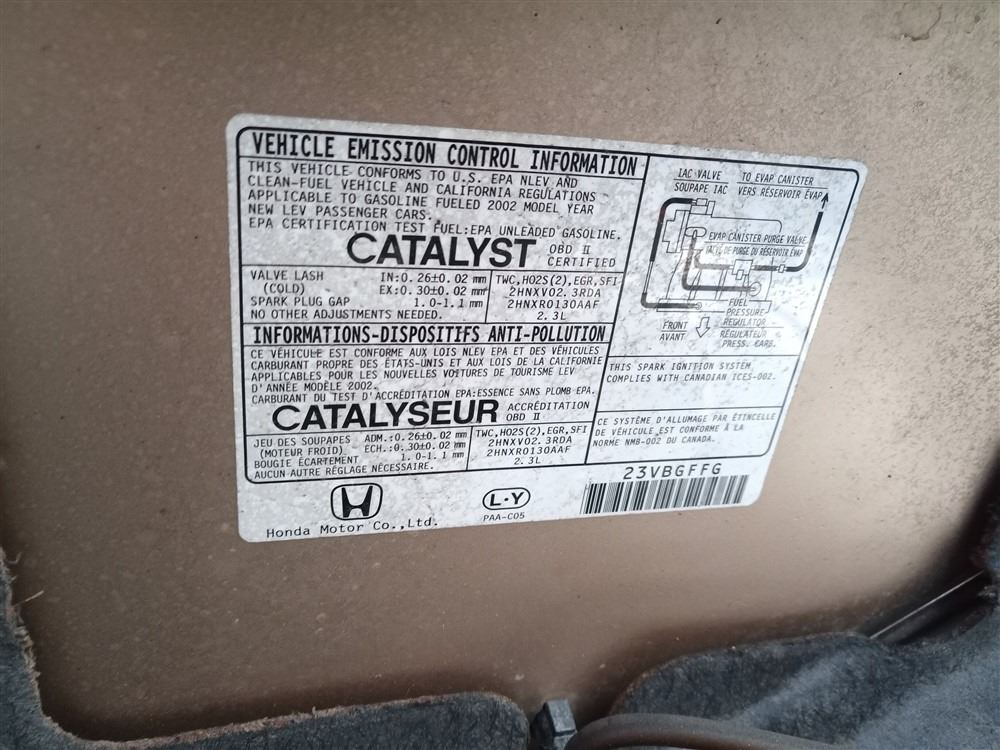 VEHICLE EMISSION CONTROL INFORMATION
THIS VEHICLE CONFORMS TO U.S. EPA NLEV AND
CLEAN-FUEL VEHICLE AND CALIFORNIA REGULATIONS
APPLICABLE TO GASOLINE FUELED 2002 MODEL YEAR
NEW LEV PASSENGER CARS.
EPA CERTIFICATION TEST FUEL:EPA UNLEADED GASOLINE.
CATALYST OBD II
CERTIFIED
VALVE LASH IN:0.26±0.02 mm
(COLD) EX:0.30±0.02 mm
SPARK PLUG GAP 1.0-1.1 mm
NO OTHER ADJUSTMENTS NEEDED.
TWC,HO2S(2),EGR,SFI
2HNXV02.3RDA
2HNXR0130AAF
2.3L
INFORMATIONS-DISPOSITIFS ANTI-POLLUTION
CE VÉHICULE EST CONFORME AUX LOIS NLEV EPA ET DES VÉHICULES
CARBURANT PROPRE DES ÉTATS-UNIS ET AUX LOIS DE LA CALIFORNIE
APPLICABLES POUR LES NOUVELLES VOITURES DE TOURISME LEV
D'ANNÉE MODÈLE 2002.
CARBURANT DU TEST D'ACCRÉDITATION EPA:ESSENCE SANS PLOMB EPA.
CATALYSEUR ACCRÉDITATION
OBD II
JEU DES SOUPAPES ADM.:0.26±0.02 mm
(MOTEUR FROID) ECH.:0.30±0.02 mm
BOUGIE ÉCARTEMENT 1.0-1.1 mm
AUCUN AUTRE RÉGLAGE NÉCESSAIRE.
TWC,HO2S(2),EGR,SFI
2HNXV02.3RDA
2HNXR0130AAF
2.3L
IAC VALVE TO EVAP CANISTER
SOUPAPE IAC VERS RÉSERVOIR ÉVAP
EVAP CANISTER PURGE VALVE
VALVE DE PURGE DU RÉSERVOIR ÉVAP
FRONT
AVANT
FUEL
PRESSURE
REGULATOR
RÉGULATEUR
PRESS. CARB.
THIS SPARK IGNITION SYSTEM
COMPLIES WITH CANADIAN ICES-002.
CE SYSTÈME D'ALLUMAGE PAR ÉTINCELLE
DE VÉHICULE EST CONFORME À LA
NORME NMB-002 DU CANADA.
23VBGFFG
Honda Motor Co.,Ltd.
L·Y
PAA-C05